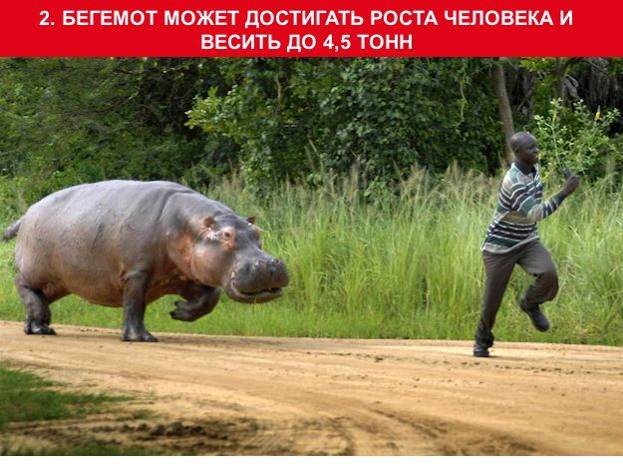 2. БЕГЕМОТ МОЖЕТ ДОСТИГАТЬ РОСТА ЧЕЛОВЕКА И
ВЕСИТЬ ДО 4,5 ТОНН